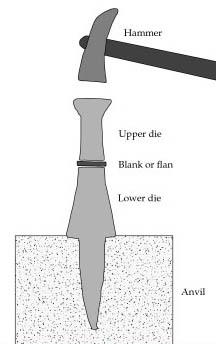 Hammer
Upper die
Blank or flan
Lower die
Anvil